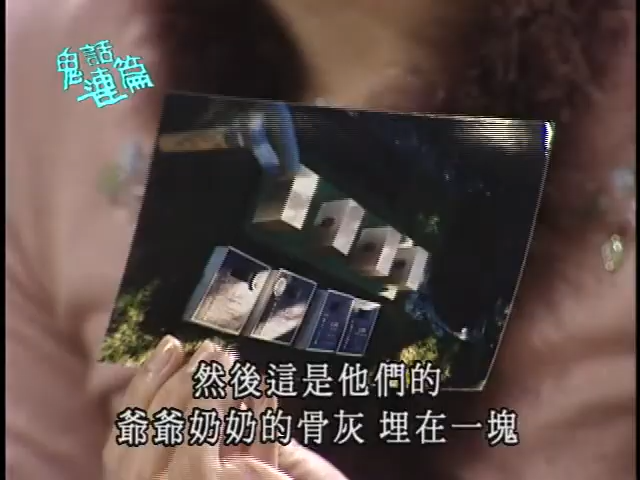 鬼話
連篇
然後這是他們的
爺爺奶奶的骨灰 埋在一塊